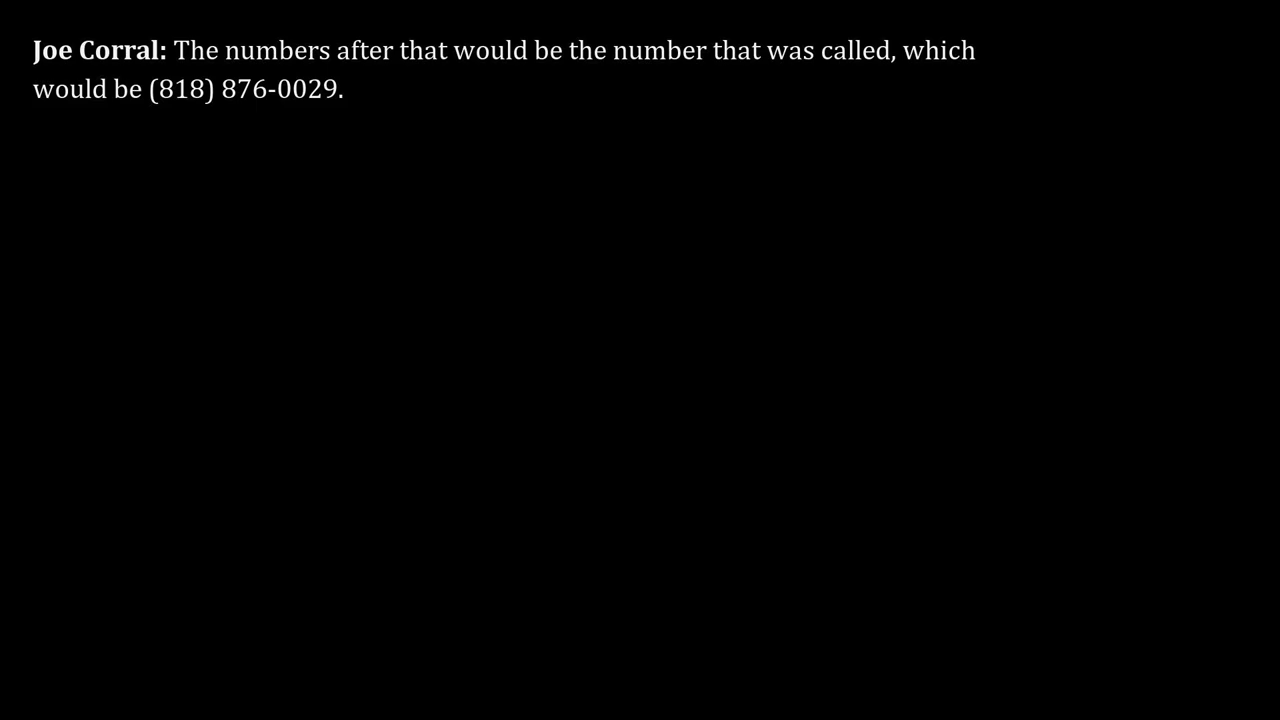 Joe Corral: The numbers after that would be the number that was called, which
would be (818) 876-0029.